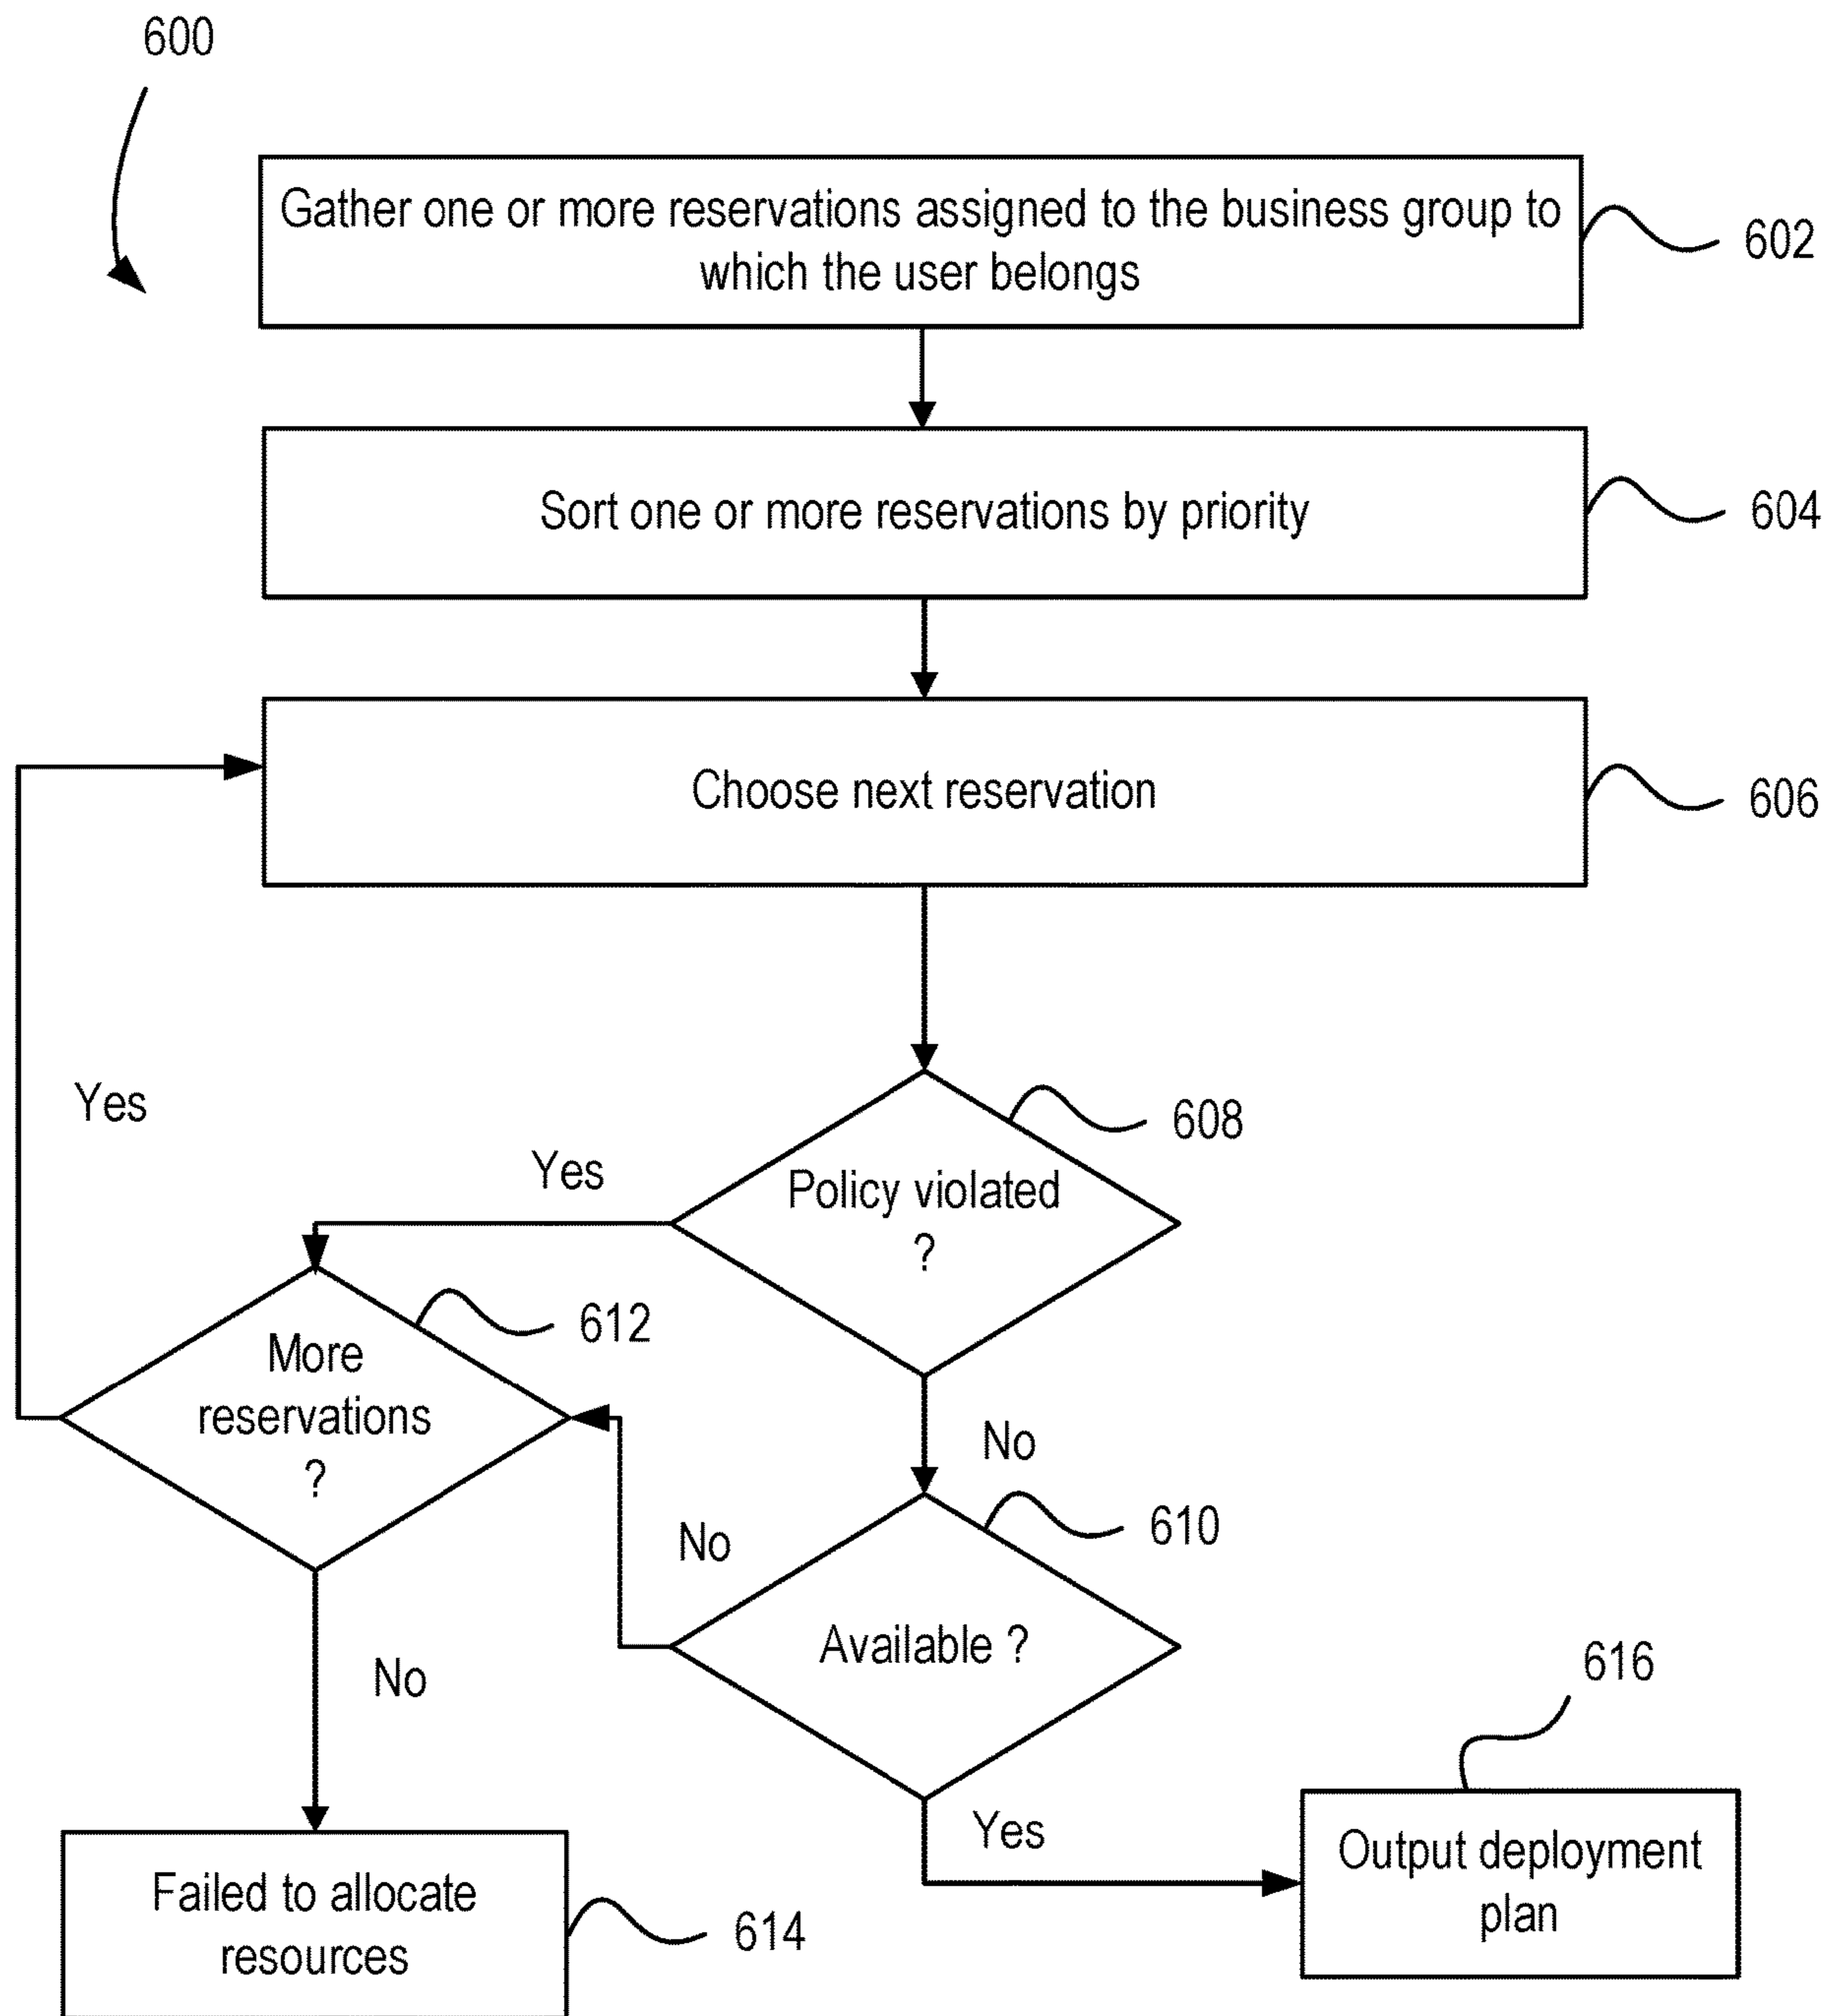 600
Gather one or more reservations assigned to the business group to
which the user belongs
602
Sort one or more reservations by priority
604
Choose next reservation
606
Yes
608
Yes
Policy violated
?
612
More
reservations
?
No
610
No
Available ?
616
No
Yes
Output deployment
plan
Failed to allocate
resources
614